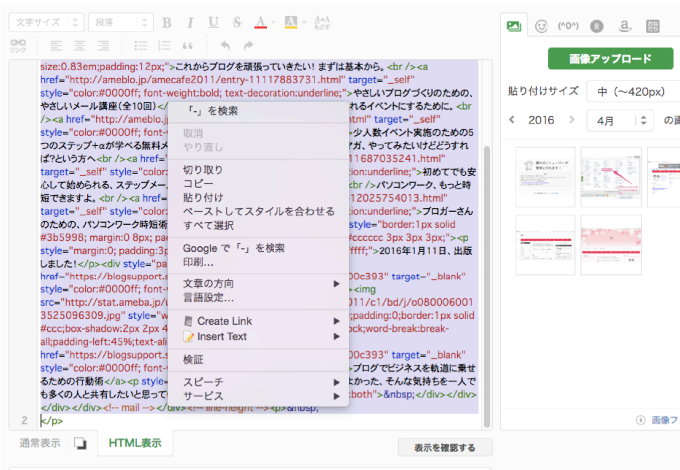 文字サイズ 段落 B I U S A A
リンク
size:0.83em;padding:12px;">これからブログを頑張っていきたい! まずは基本から。<br /><a
href="http://ameblo.jp/amecafe2011/entry-11117883731.html" target="_self"
style="color:#0000ff; font-weight:bold; text-decoration:underline;">やさしいブログづくりのための、
やさしいメール講座(全10回)</
れるイベントにするために。<br
/><a href="http://ameblo.j
html" target="_self"
style="color:#0000ff; font-
tion:underline;">少人数イベント実施のための5
つのステップ+αが学べる無料メ
マガ、やってみたいけどどうすれ
ば?という方へ<br /><a href="
11687035241.html"
target="_self" style="color:
ation:underline;">初めてでも安
心して始められる、ステップメー
<br />パソコンワーク、もっと時
短できますよ。<br /><a href="h
12025754013.html"
target="_self" style="color:
ation:underline;">ブロガーさん
のための、パソコンワーク時短術
style="border:1px solid
#3b5998; margin:0 8px; pa
#cccccc 3px 3px 3px;"><p
style="margin:0; padding:3p
ffff;">2016年1月11日、出版
しました!</p><div style="pa
href="https://blogsupport.s
00c393" target="_blank"
style="color:#0000ff; font-
><img
src="http://stat.ameba.jp/u
011/c1/bd/j/o080006001
3525096309.jpg" style="w
;padding:0;border:1px solid
#ccc;box-shadow:2px 2px 4
ock;word-break:break-
all;padding-left:45%;text-ali
href="https://blogsupport.s
00c393" target="_blank"
style="color:#0000ff; font-
>ブログでビジネスを軌道に乗せ
るための行動術</a><p style=
よかった、そんな気持ちを一人で
も多くの人と共有したいと思って
:both">&nbsp;</div></div>
</div></div><!-- mail --></div><!-- line-height --><p>&nbsp;
2 </p>
「-」を検索
取消
やり直し
切り取り
コピー
貼り付け
ペーストしてスタイルを合わせる
すべて選択
Google で「-」を検索
印刷...
文章の方向
言語設定...
Create Link
Insert Text
検証
スピーチ
サービス
通常表示 HTML表示
表示を確認する
(^O^) R a
画像アップロード
貼り付けサイズ 中(〜420px)
2016 4月 の画
画像フォ